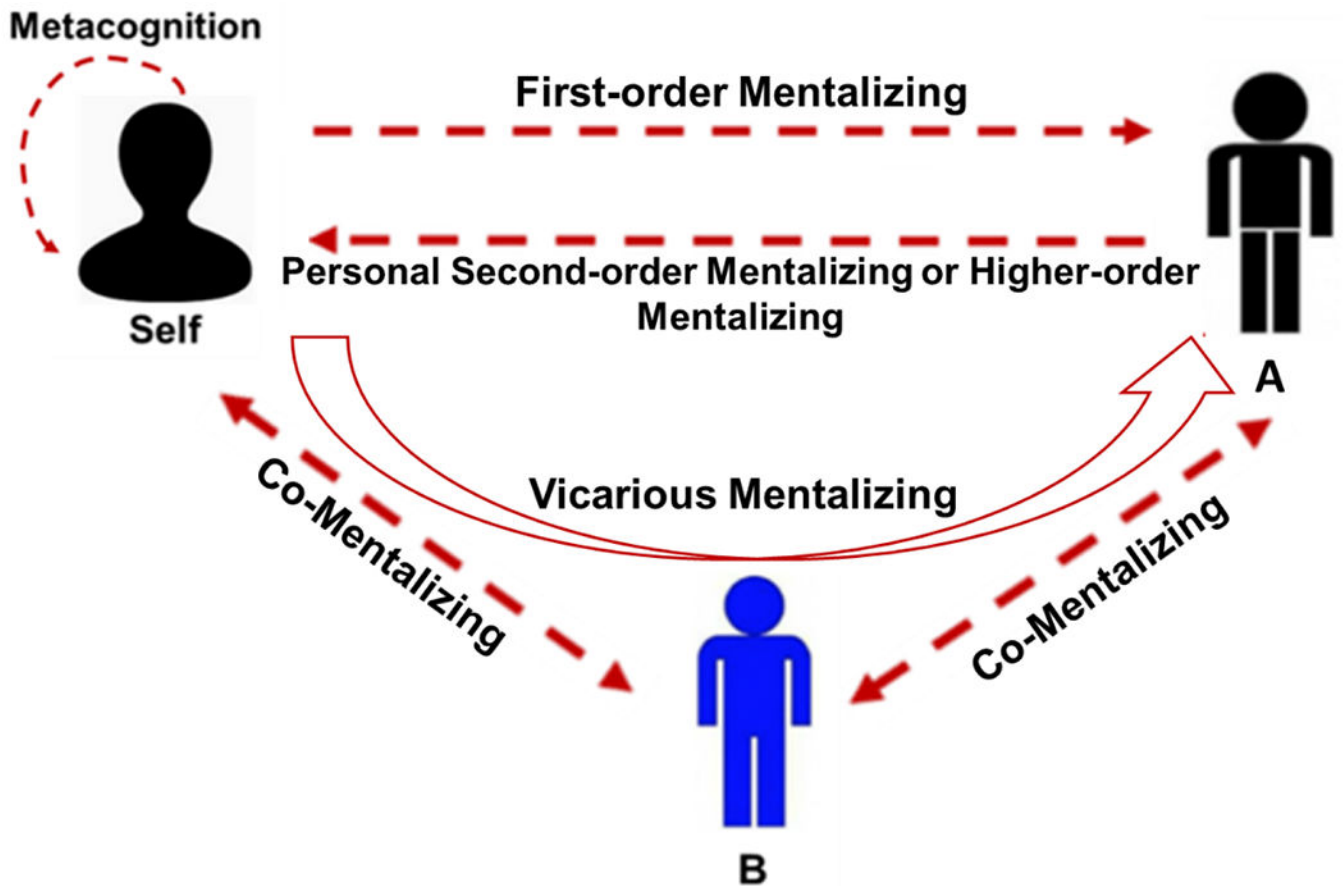 Metacognition
First-order Mentalizing
Personal Second-order Mentalizing or Higher-order
Mentalizing
Self
A
Vicarious Mentalizing
Co-Mentalizing
Co-Mentalizing
B